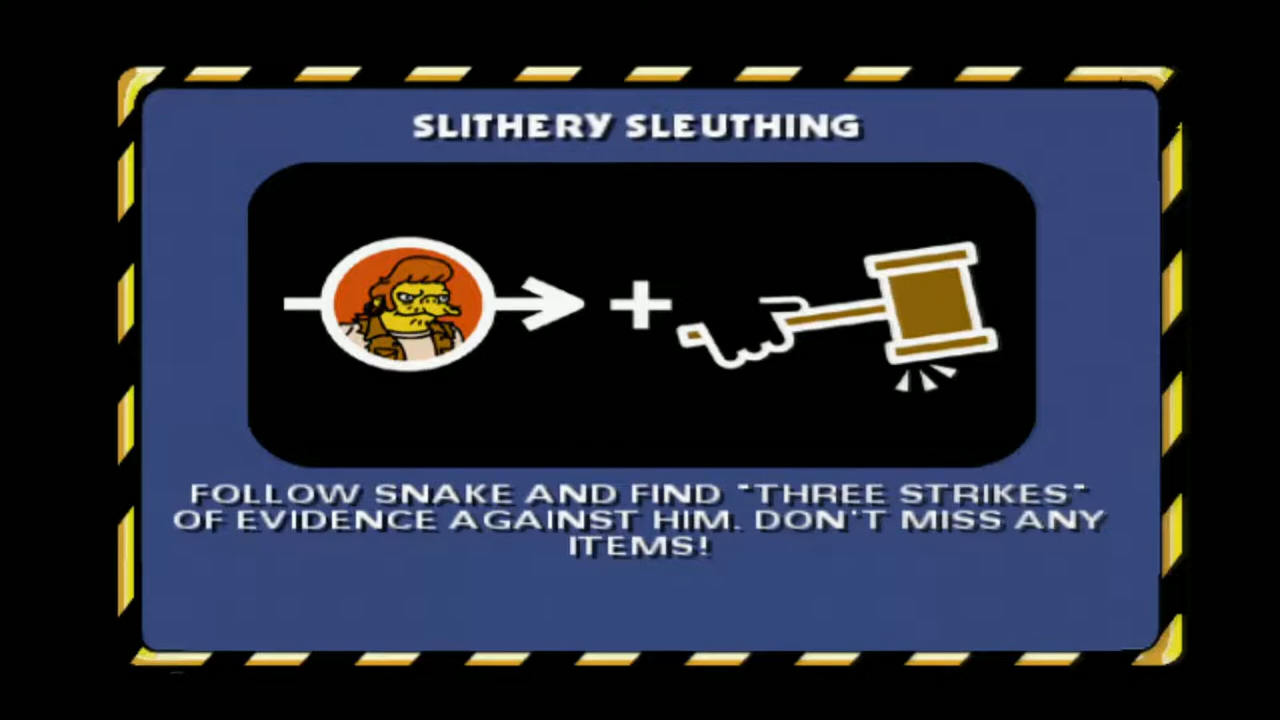 SLITHERY SLEUTHING
FOLLOW SNAKE AND FIND "THREE STRIKES"
OF EVIDENCE AGAINST HIM. DON'T MISS ANY
ITEMS!